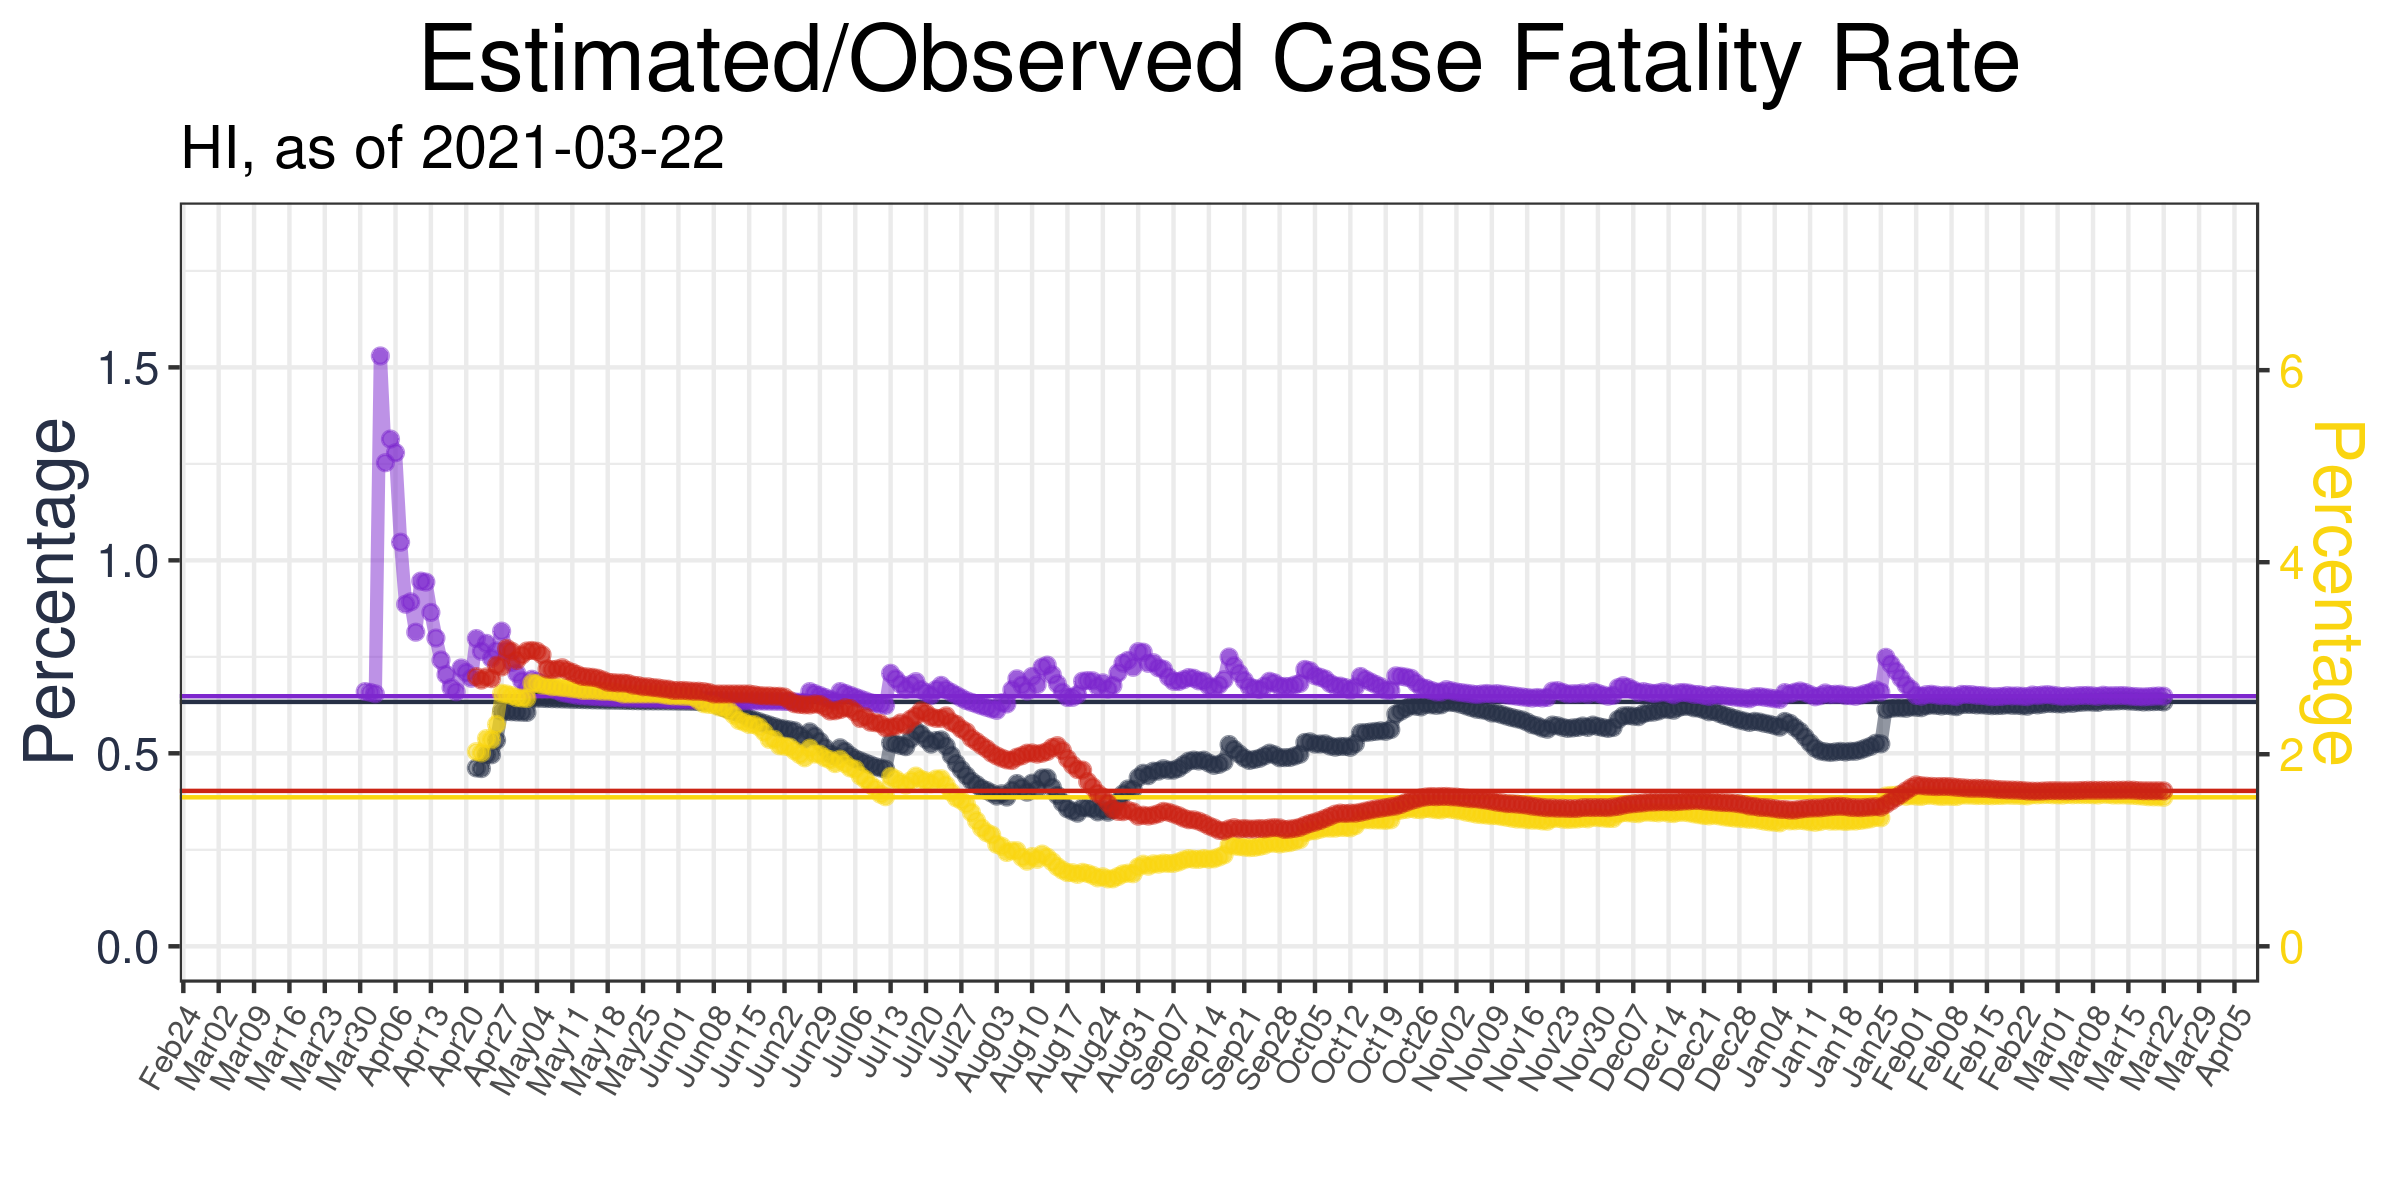 Estimated/Observed Case Fatality Rate
HI, as of 2021-03-22
Percentage
1.5
1.0
0.5
0.0
6
4
2
0
Percentage
Feb24
Mar02
Mar09
Mar16
Mar23
Mar30
Apr06
Apr13
Apr20
Apr27
May04
May11
May18
May25
Jun01
Jun08
Jun15
Jun22
Jun29
Jul06
Jul13
Jul20
Jul27
Aug03
Aug10
Aug17
Aug24
Aug31
Sep07
Sep14
Sep21
Sep28
Oct05
Oct12
Oct19
Oct26
Nov02
Nov09
Nov16
Nov23
Nov30
Dec07
Dec14
Dec21
Dec28
Jan04
Jan11
Jan18
Jan25
Feb01
Feb08
Feb15
Feb22
Mar01
Mar08
Mar15
Mar22
Mar29
Apr05